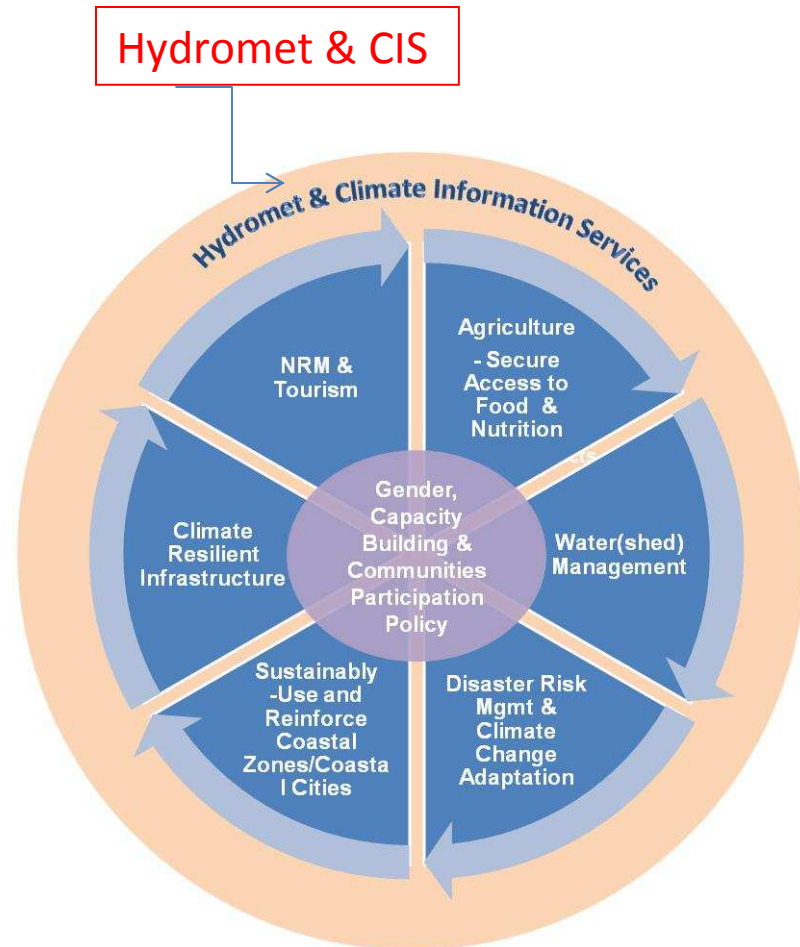 Hydromet & CIS
Hydromet & Climate Information Services
NRM &
Tourism
Agriculture
- Secure
Access to
Food &
Nutrition
Climate
Resilient
Infrastructure
Gender,
Capacity
Building &
Communities
Participation
Policy
Water(shed)
Management
Sustainably
-Use and
Reinforce
Coastal
Zones/Coasta
l Cities
Disaster Risk
Mgmt &
Climate
Change
Adaptation